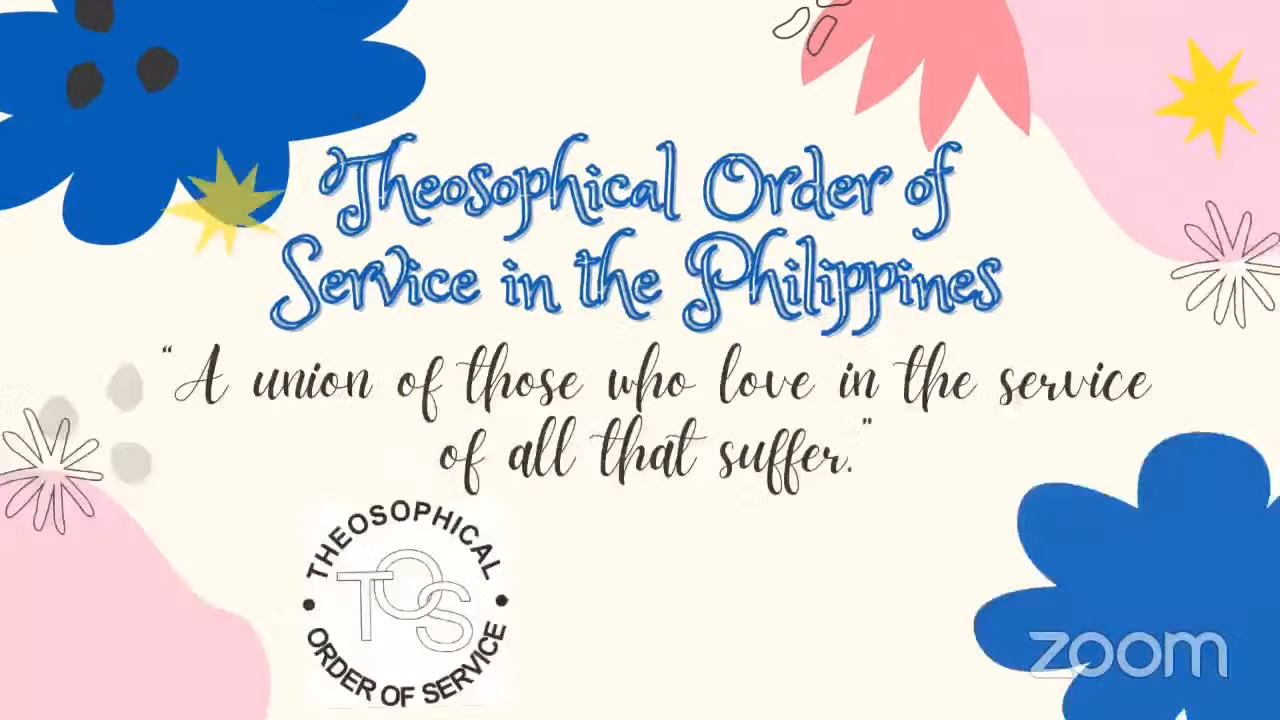 Theosophical Order of
Service in the Philippines
"A union of those who love in the service
of all that suffer."
THEOSOPHICAL
TOS
ORDER OF SERVICE
zoom